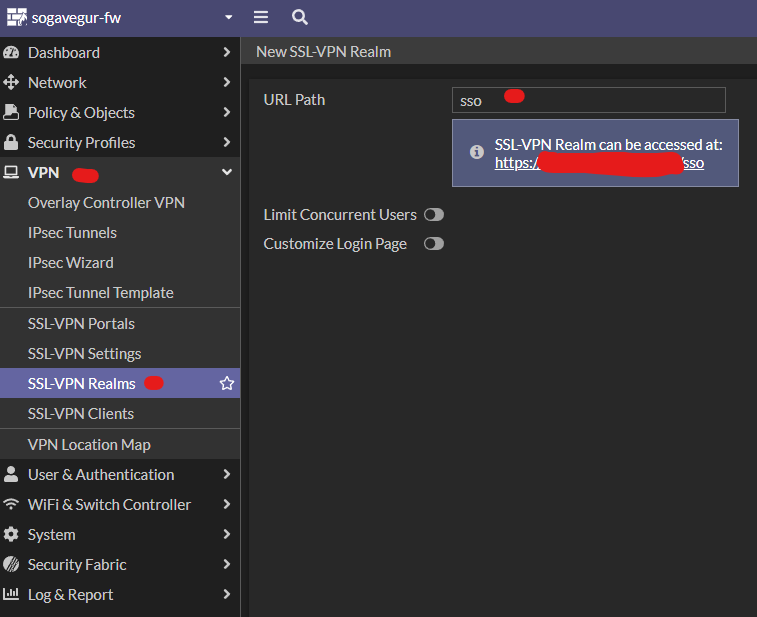 sogavegur-fw
Dashboard
Network
Policy & Objects
Security Profiles
VPN
Overlay Controller VPN
IPsec Tunnels
IPsec Wizard
IPsec Tunnel Template
SSL-VPN Portals
SSL-VPN Settings
SSL-VPN Realms
SSL-VPN Clients
VPN Location Map
User & Authentication
WiFi & Switch Controller
System
Security Fabric
Log & Report
New SSL-VPN Realm
URL Path
sso
SSL-VPN Realm can be accessed at:
https:/ /sso
Limit Concurrent Users
Customize Login Page